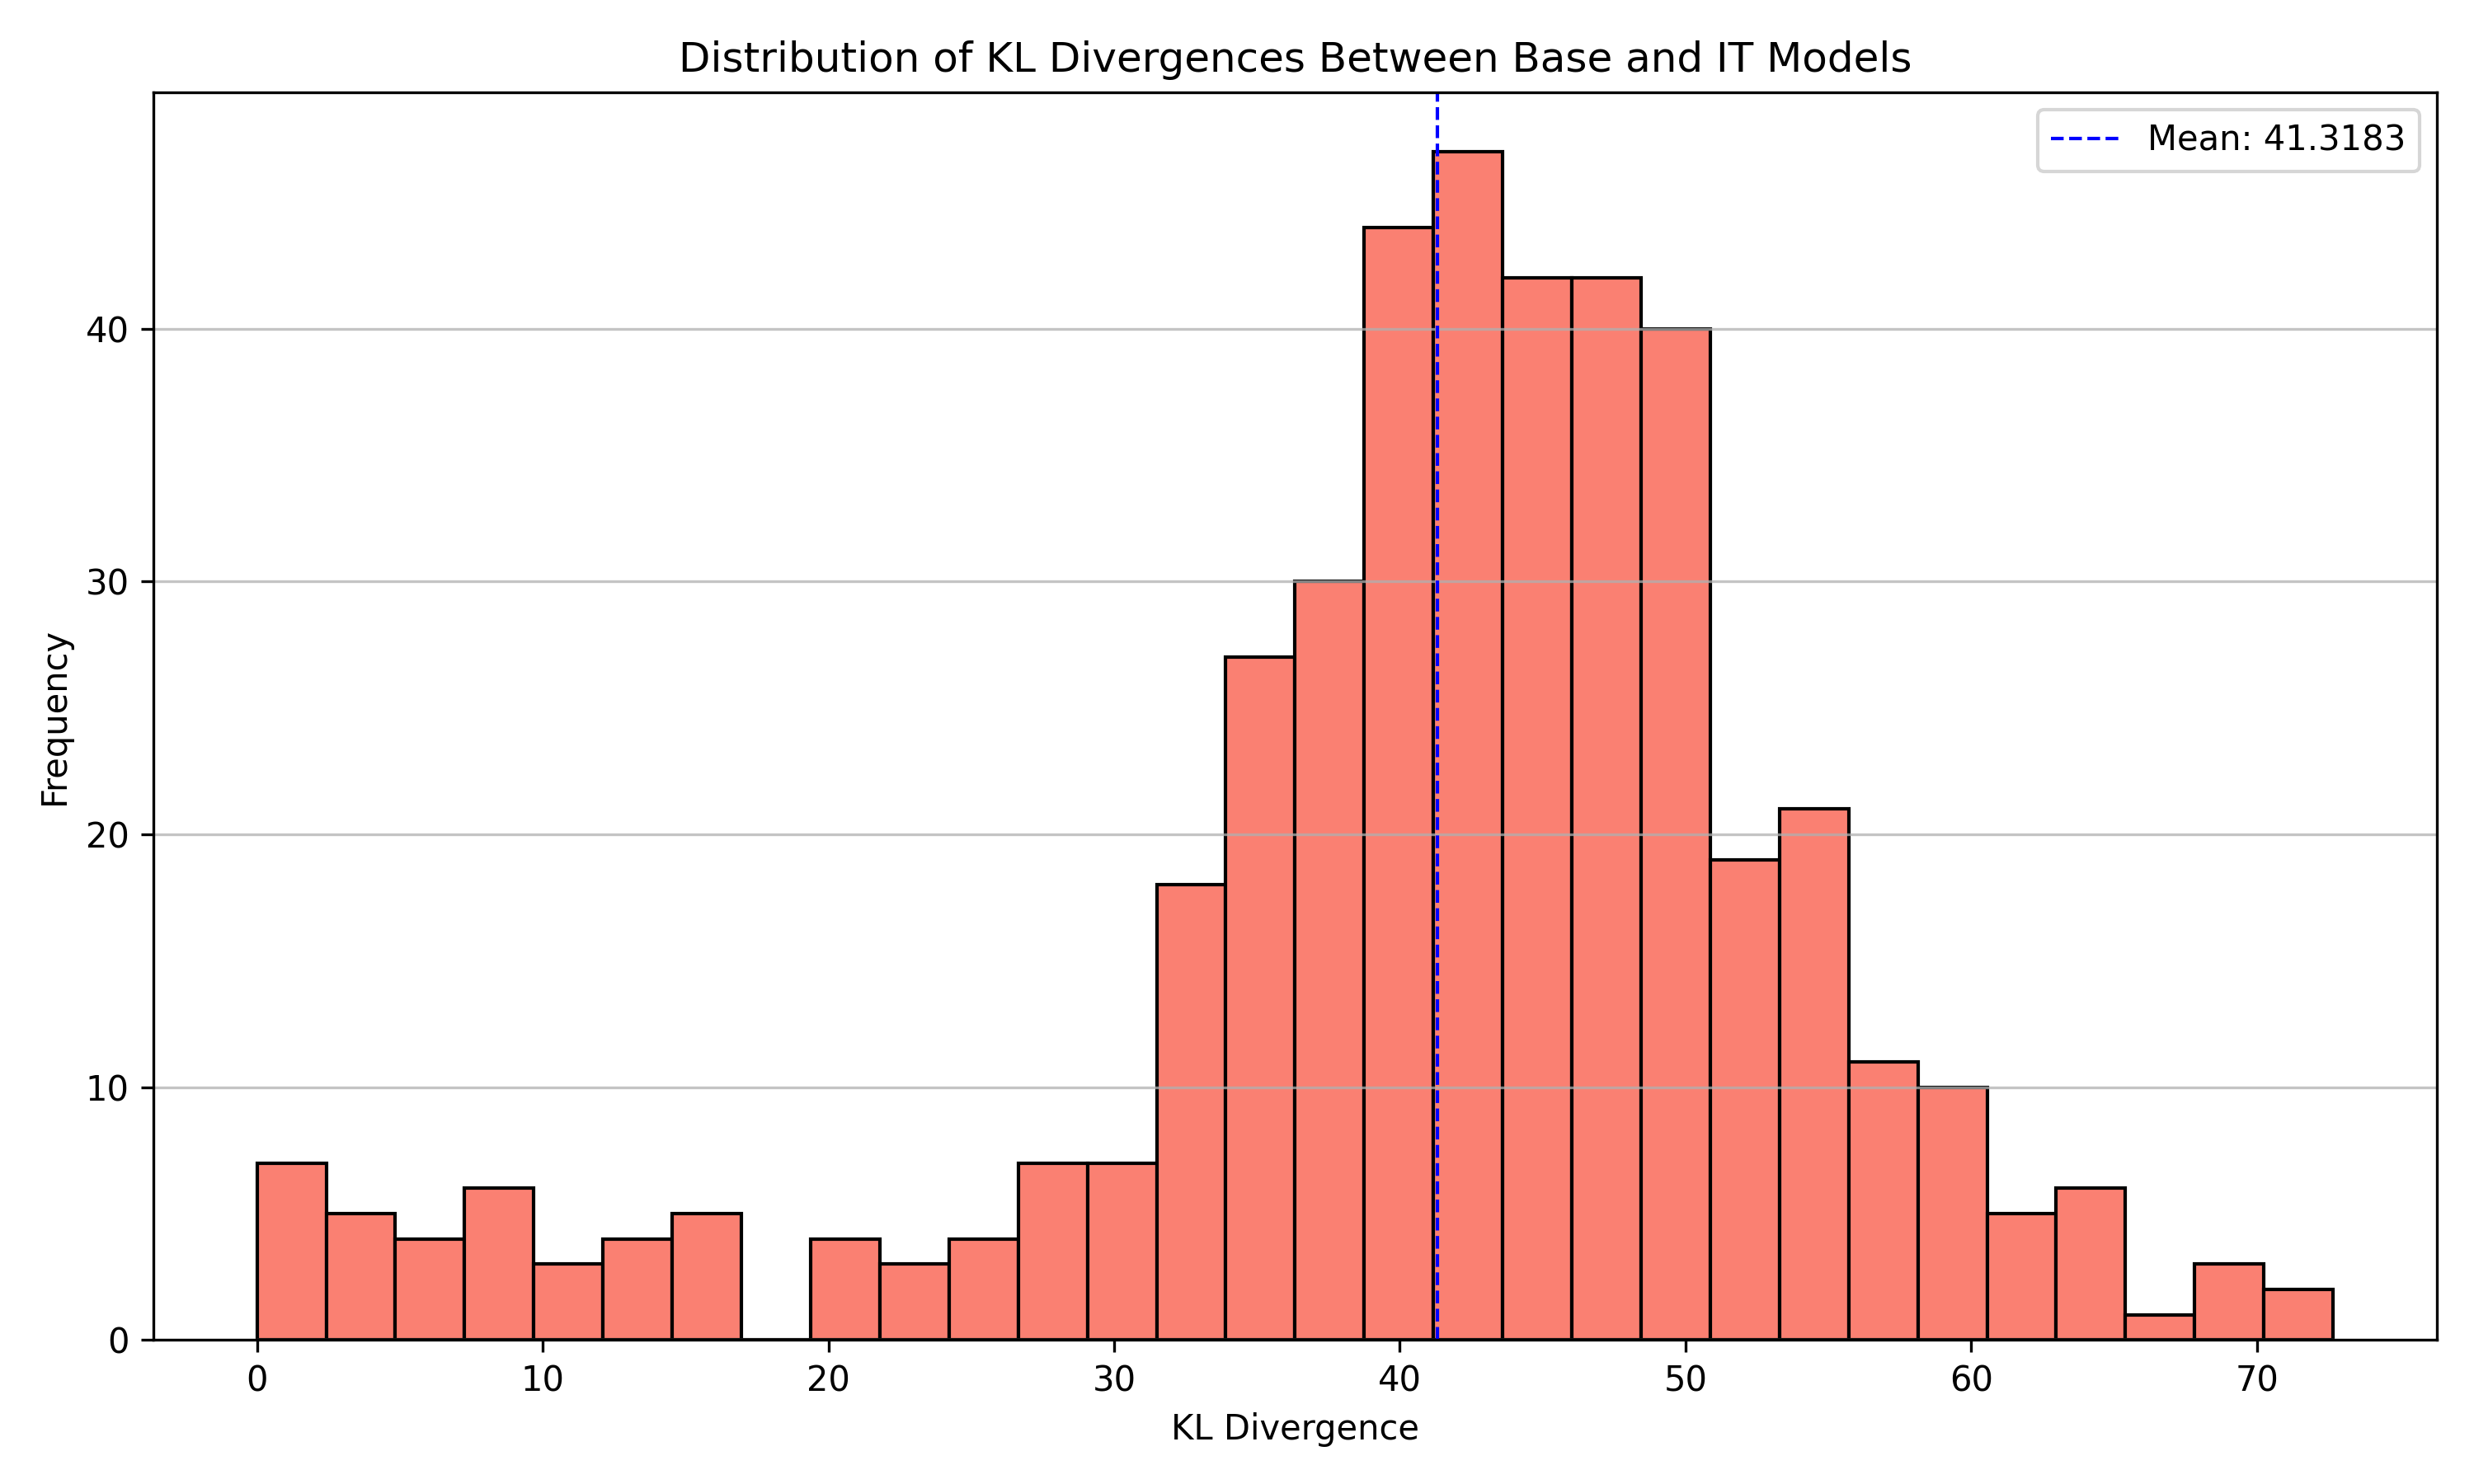 Distribution of KL Divergences Between Base and IT Models
Mean: 41.3183
Frequency
40
30
20
10
0
0 10 20 30 40 50 60 70
KL Divergence